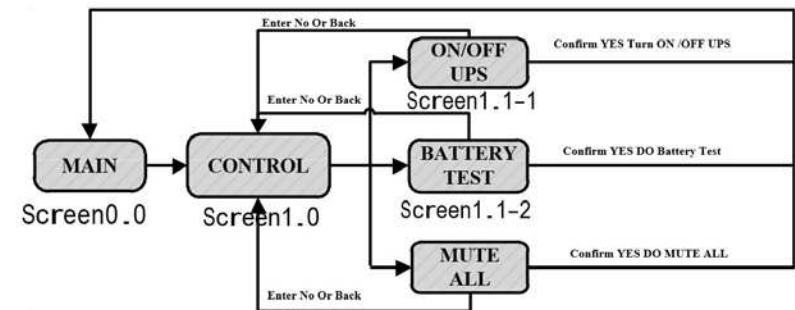 Enter No Or Back
ON/OFF
UPS
Confirm YES Turn ON /OFF UPS
Screen1.1-1
Enter No Or Back
MAIN
Screen0.0
CONTROL
Screen1.0
BATTERY
TEST
Confirm YES DO Battery Test
Screen1.1-2
MUTE
ALL
Confirm YES DO MUTE ALL
Enter No Or Back